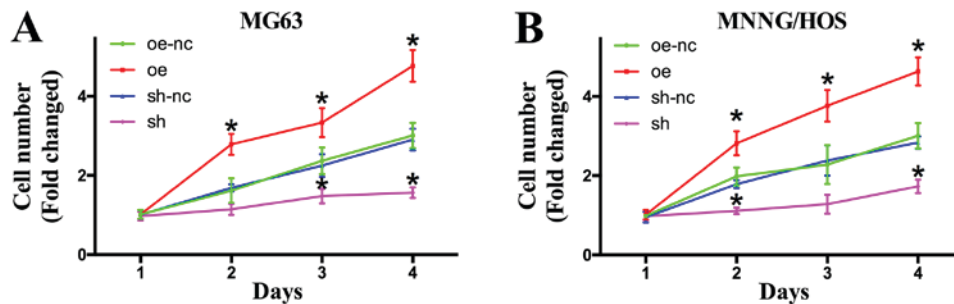 A
MG63
oe-nc
oe
sh-nc
sh
Cell number
(Fold changed)
4
2
0
* * *
* *
1 2 3 4
Days
B
MNNG/HOS
oe-nc
oe
sh-nc
sh
Cell number
(Fold changed)
4
2
0
* * *
* *
1 2 3 4
Days